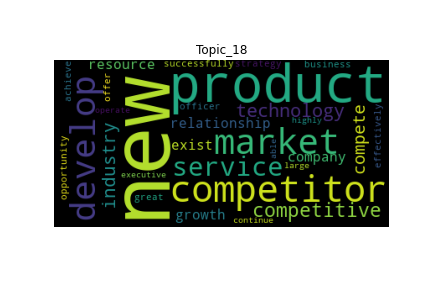 Topic_18
achieve
resource
successfully
strategy
business
offer
new
product
develop
operate
officer
technology
industry
relationship
market
exist
compete
effectively
opportunity
able
company
service
large
highly
executive
competitor
great
growth
competitive
continue